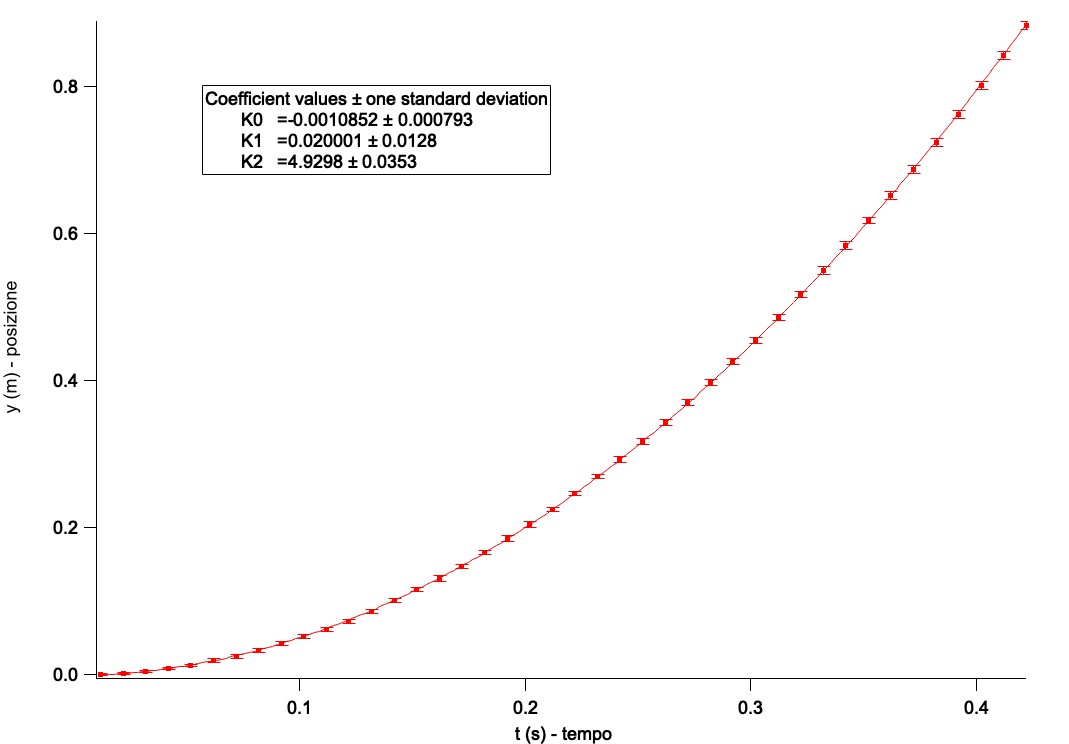 0.8
0.6
0.4
0.2
0.0
y (m) - posizione
Coefficient values ± one standard deviation
K0 =-0.0010852 ± 0.000793
K1 =0.020001 ± 0.0128
K2 =4.9298 ± 0.0353
0.1 0.2 0.3 0.4
t (s) - tempo